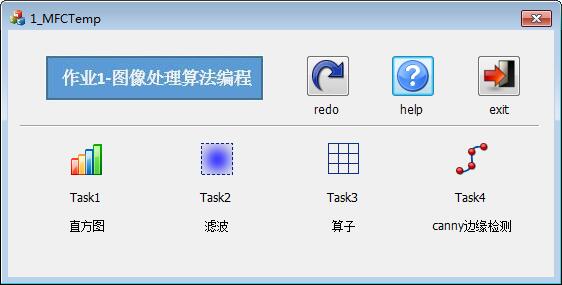 1_MFCTemp
作业1-图像处理算法编程
redo help exit
Task1 Task2 Task3 Task4
直方图 滤波 算子 canny边缘检测